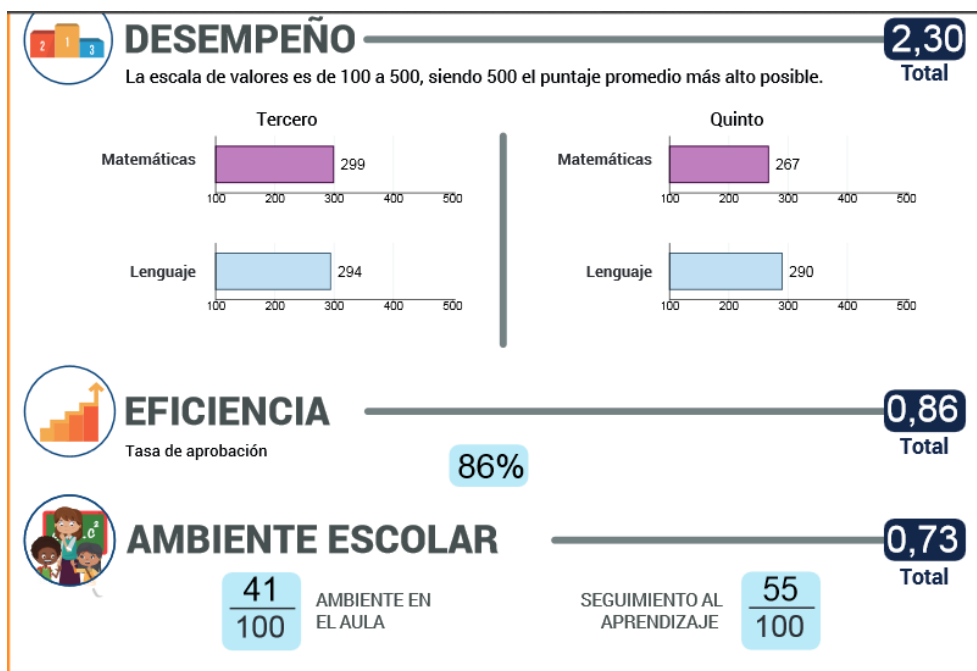 2 1 3
DESEMPEÑO
2,30
Total
La escala de valores es de 100 a 500, siendo 500 el puntaje promedio más alto posible.
Tercero
Matemáticas
299
100 200 300 400 500
Lenguaje
294
100 200 300 400 500
Quinto
Matemáticas
267
100 200 300 400 500
Lenguaje
290
100 200 300 400 500
EFICIENCIA
0,86
Total
Tasa de aprobación
86%
AMBIENTE ESCOLAR
0,73
Total
41
100
AMBIENTE EN
EL AULA
SEGUIMIENTO AL
APRENDIZAJE
55
100